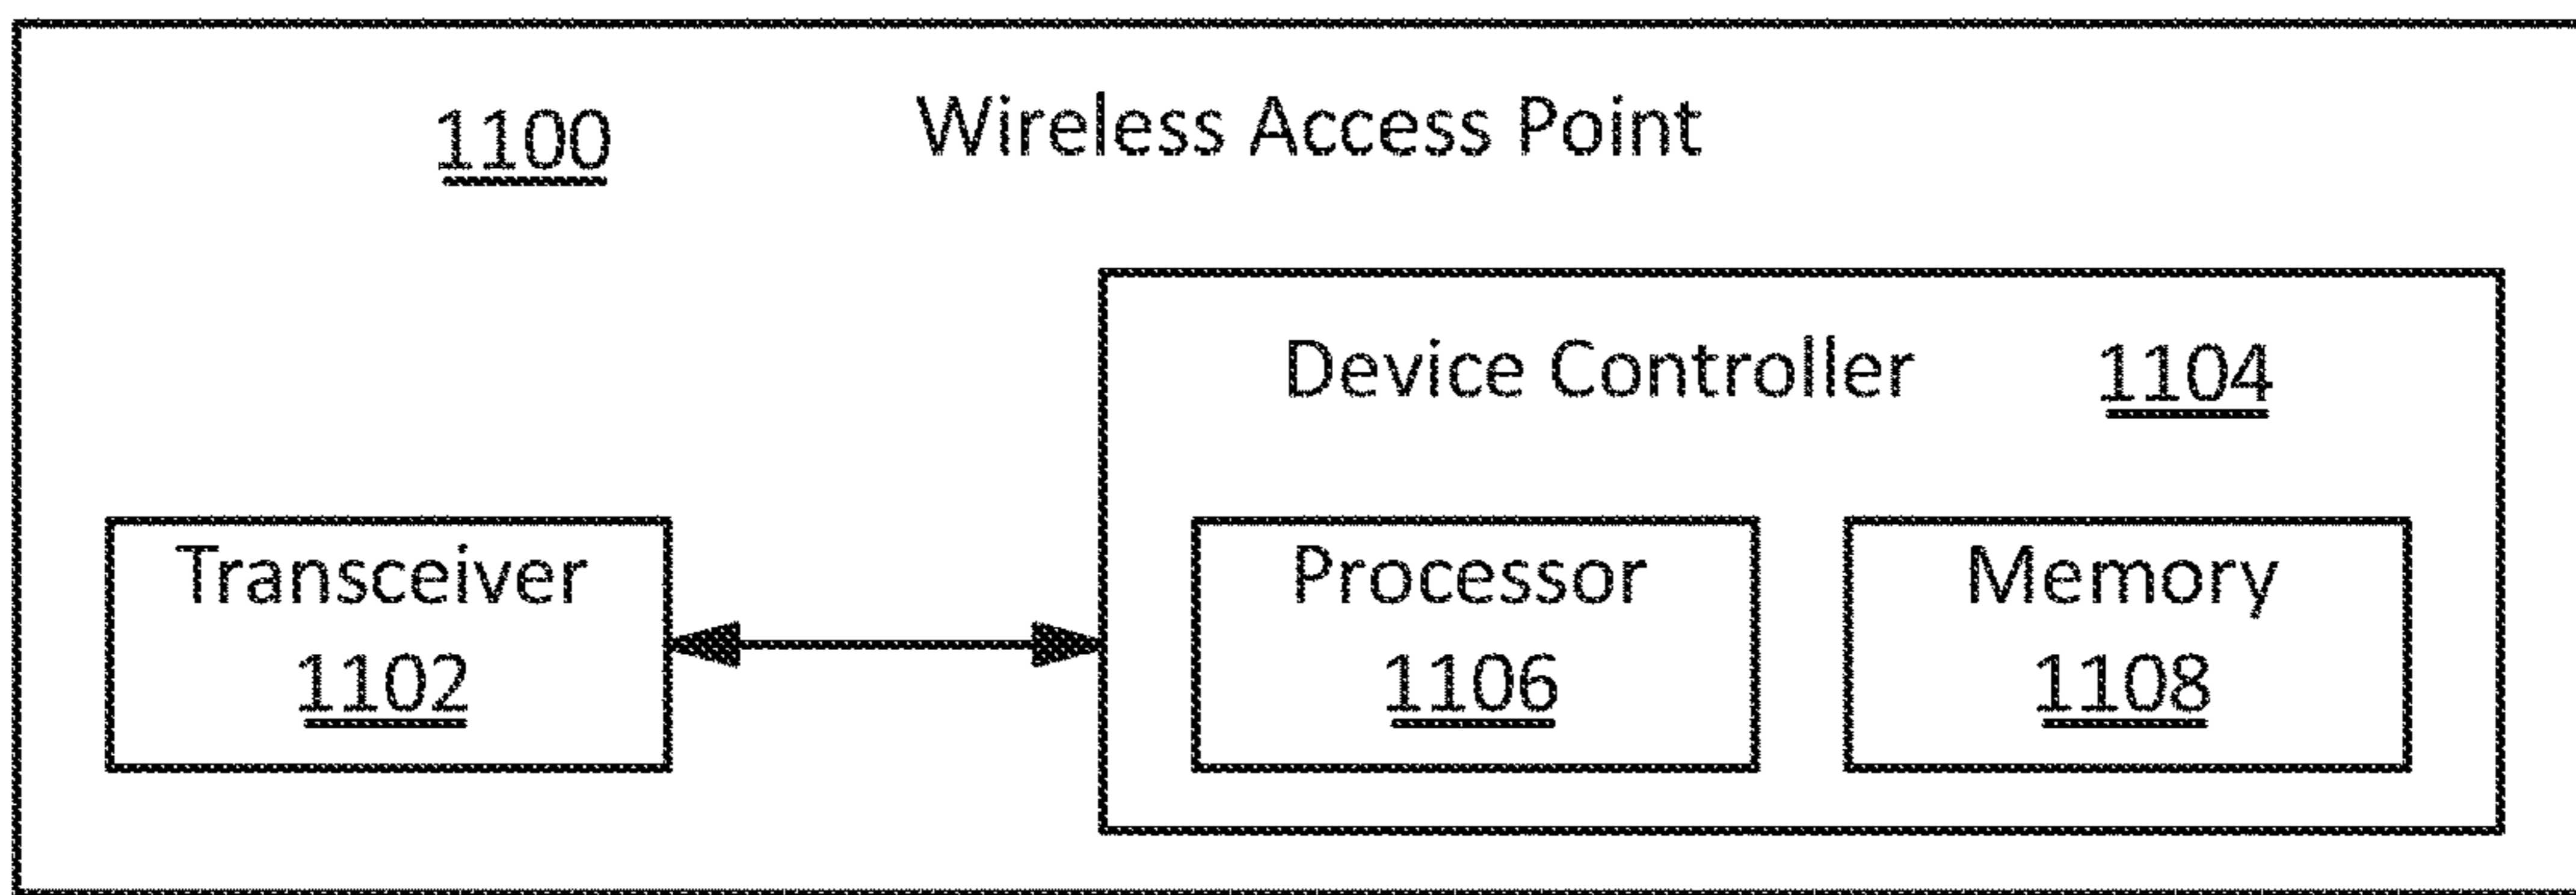 1100 Wireless Access Point
Device Controller 1104
Transceiver
1102
Processor
1106
Memory
1108